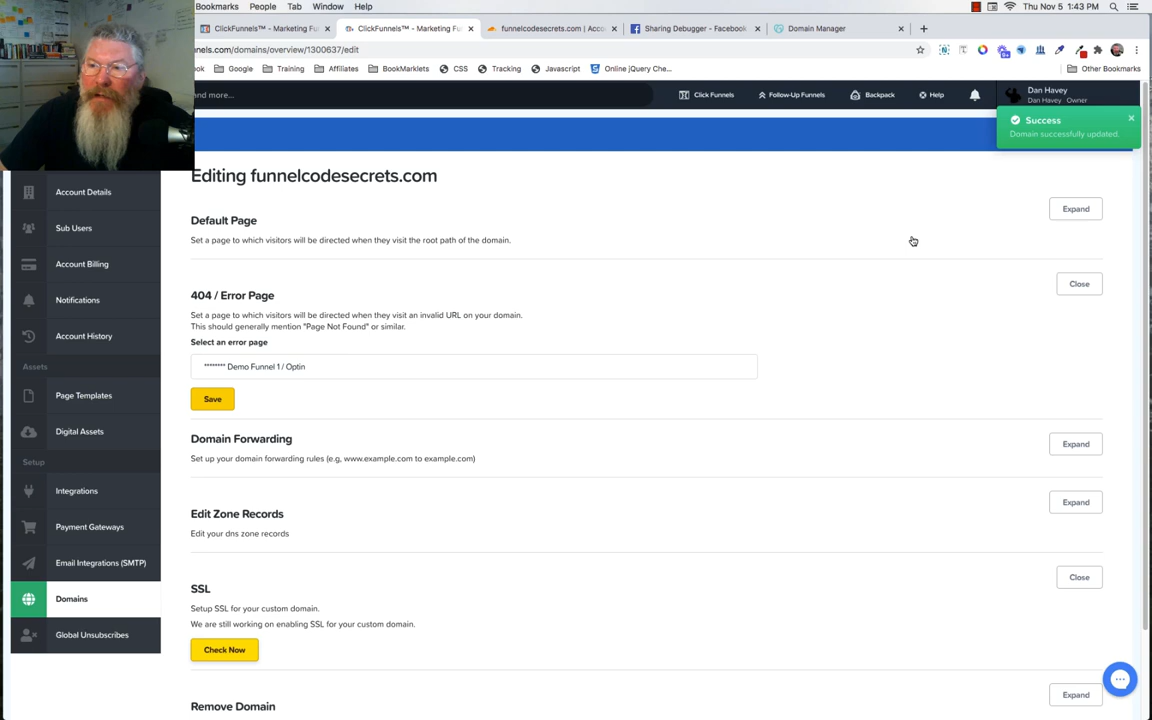 Bookmarks People Tab Window Help
Thu Nov 5 1:43 PM
ClickFunnels™ - Marketing Fu
ClickFunnels™ - Marketing Fu
funnelcodesecrets.com | Acco
Sharing Debugger - Facebook
Domain Manager
nels.com/domains/overview/1300637/edit
ook Google Training Affiliates BookMarklets CSS Tracking Javascript Online jQuery Che... Other Bookmarks
nd more...
Click Funnels Follow-Up Funnels Backpack Help
Dan Havey
Dan Havey Owner
Success
Domain successfully updated.
Editing funnelcodesecrets.com
Account Details
Sub Users
Account Billing
Notifications
Account History
Assets
Page Templates
Digital Assets
Setup
Integrations
Payment Gateways
Email Integrations (SMTP)
Domains
Global Unsubscribes
Default Page
Expand
Set a page to which visitors will be directed when they visit the root path of the domain.
404 / Error Page
Close
Set a page to which visitors will be directed when they visit an invalid URL on your domain.
This should generally mention "Page Not Found" or similar.
Select an error page
******** Demo Funnel 1 / Optin
Save
Domain Forwarding
Expand
Set up your domain forwarding rules (e.g, www.example.com to example.com)
Edit Zone Records
Expand
Edit your dns zone records
SSL
Close
Setup SSL for your custom domain.
We are still working on enabling SSL for your custom domain.
Check Now
Remove Domain
Expand